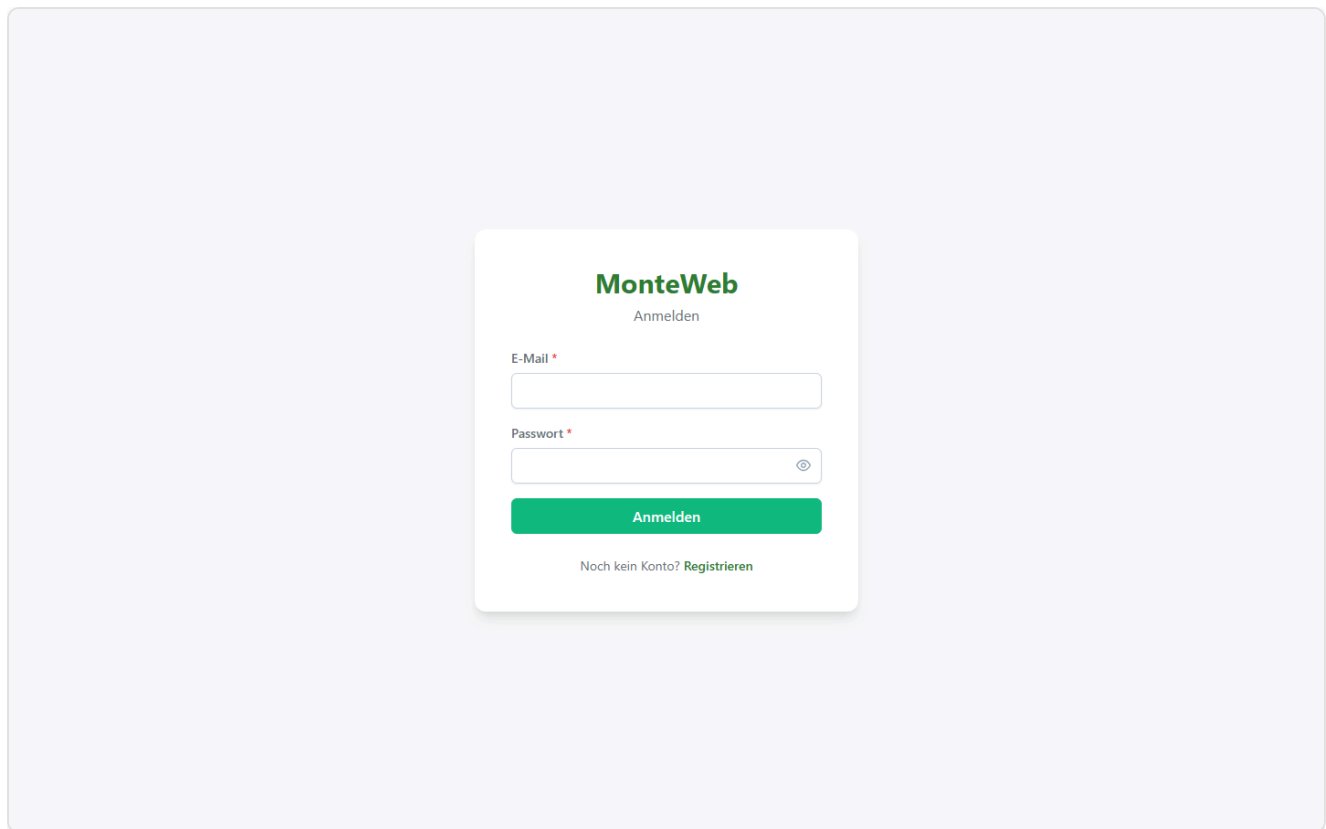 MonteWeb
Anmelden
E-Mail *
Passwort *
Anmelden
Noch kein Konto? Registrieren